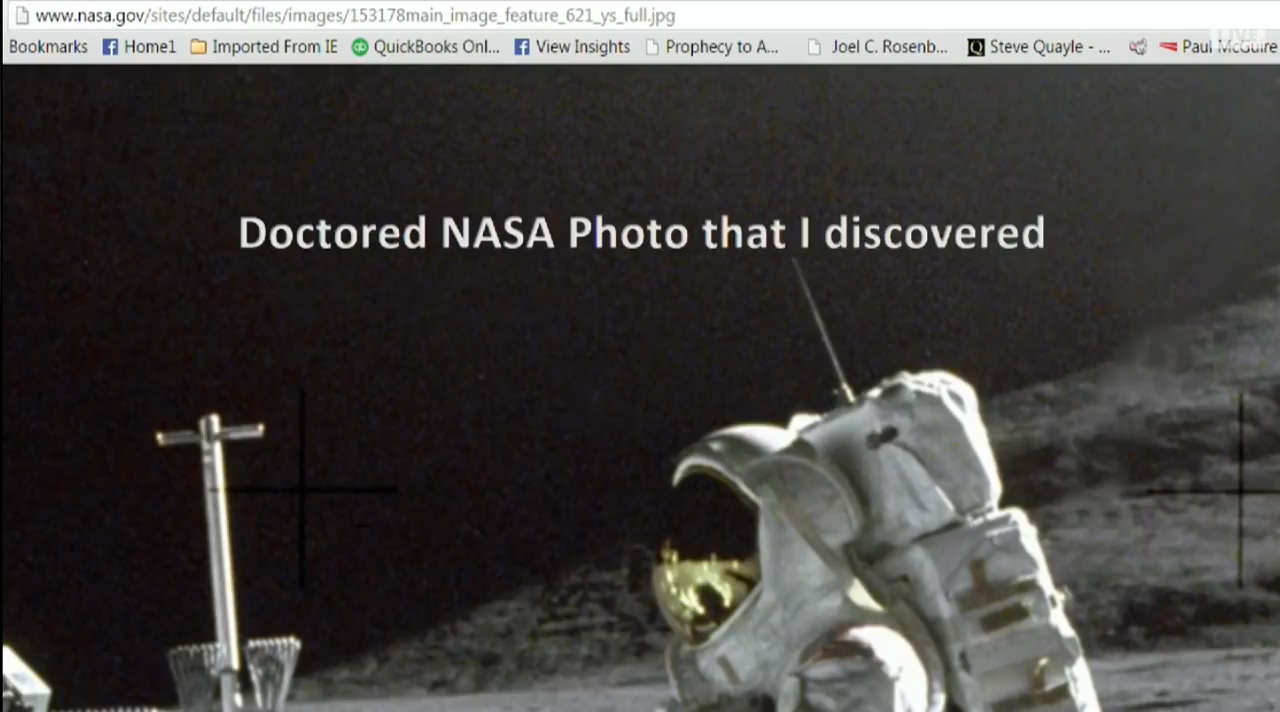 www.nasa.gov/sites/default/files/images/153178main_image_feature_621_ys_full.jpg
Bookmarks Home1 Imported From IE QuickBooks Onl... View Insights Prophecy to A... Joel C. Rosenb... Q Steve Quayle - ... Paul McGuire
LIVE
Doctored NASA Photo that I discovered